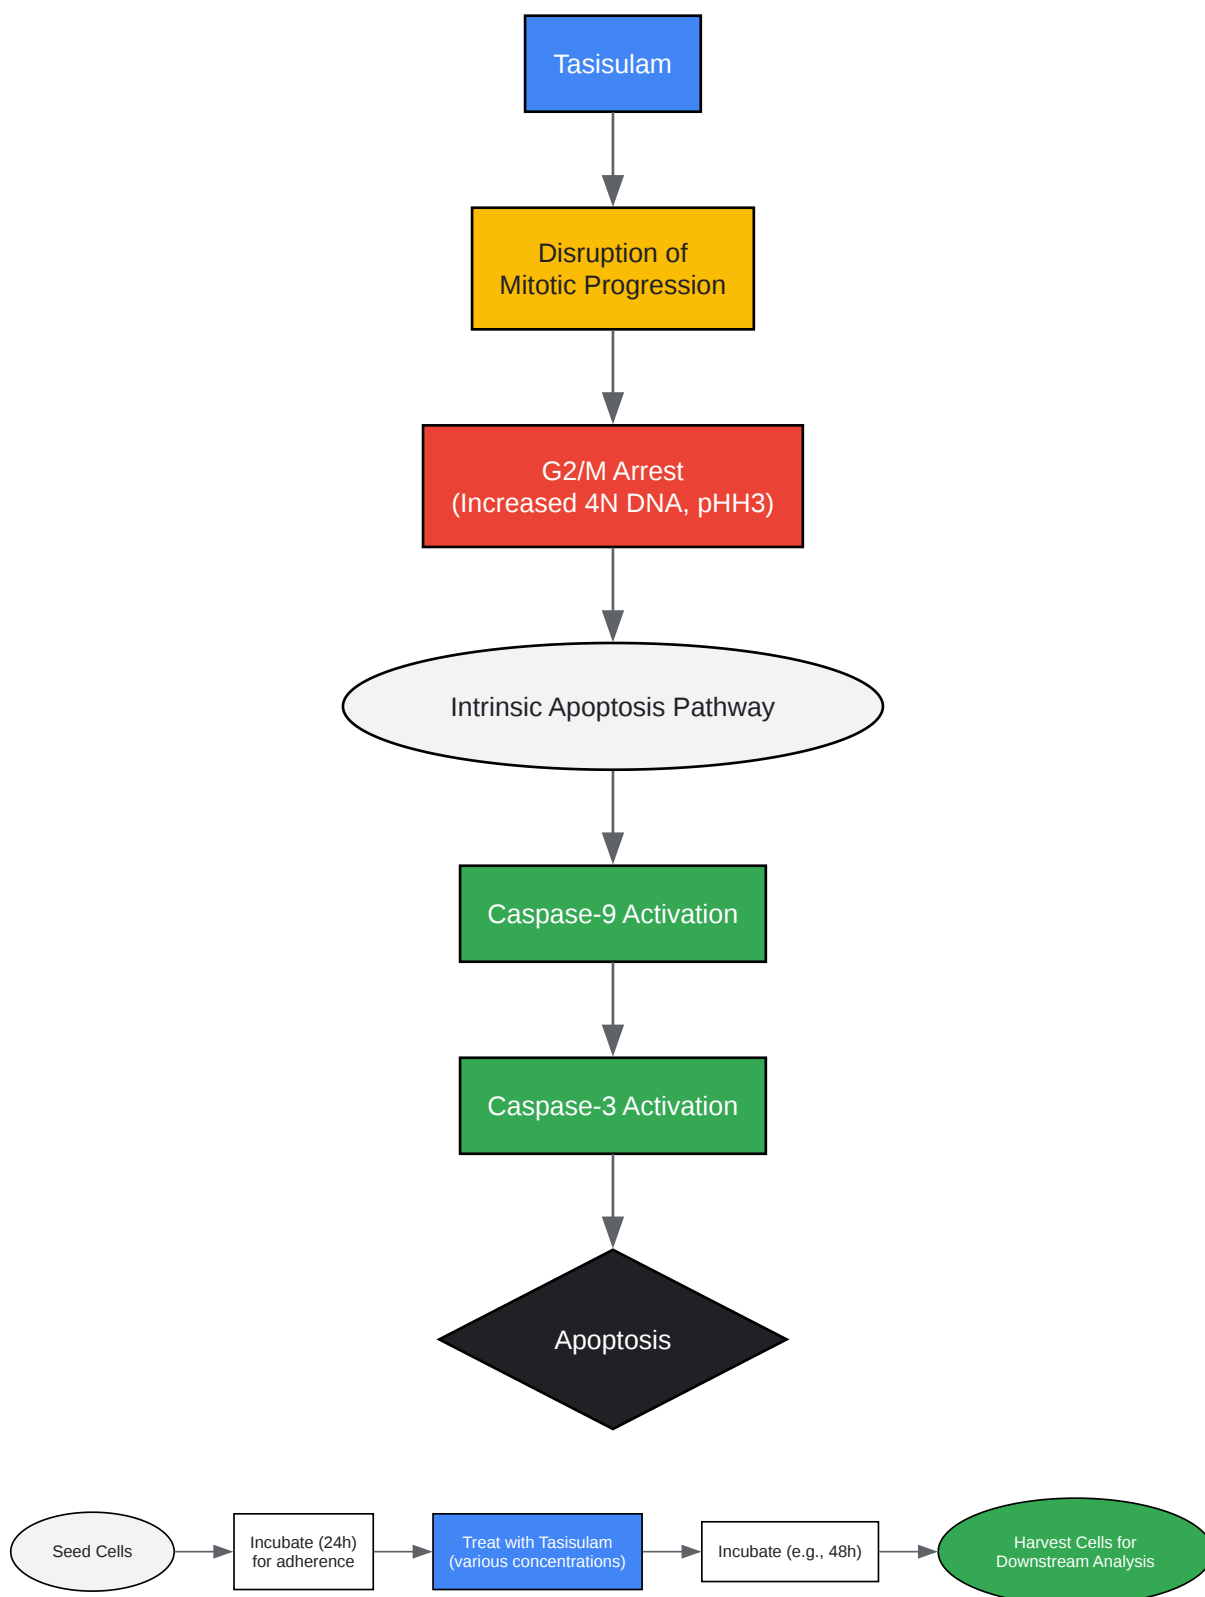 Tasisulam
Disruption of
Mitotic Progression
G2/M Arrest
(Increased 4N DNA, pHH3)
Intrinsic Apoptosis Pathway
Caspase-9 Activation
Caspase-3 Activation
Apoptosis
Seed Cells
Incubate (24h)
for adherence
Treat with Tasisulam
(various concentrations)
Incubate (e.g., 48h)
Harvest Cells for
Downstream Analysis